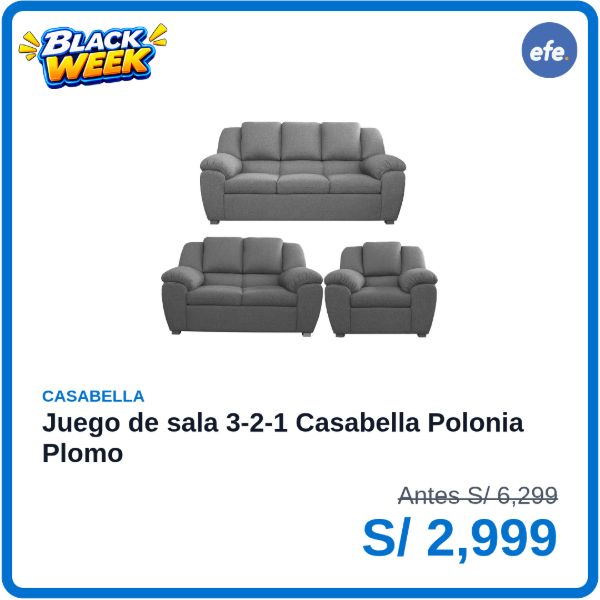 BLACK
WEEK
efe.
CASABELLA
Juego de sala 3-2-1 Casabella Polonia
Plomo
Antes S/ 6,299
S/ 2,999